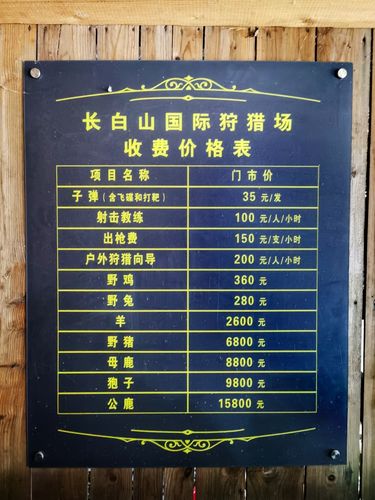 长白山国际狩猎场
收费价格表
项目名称 门市价
子弹（含飞碟和打靶） 35 元/发
射击教练 100 元/人/小时
出枪费 150 元/支/小时
户外狩猎向导 200 元/人/小时
野鸡 360 元
野兔 280 元
羊 2600 元
野猪 6800 元
母鹿 8800 元
狍子 9800 元
公鹿 15800 元